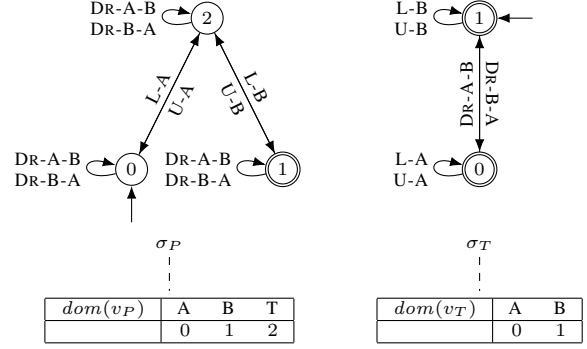 DR-A-B
DR-B-A
2
L-A
U-A
L-B
U-B
DR-A-B
DR-B-A
0
DR-A-B
DR-B-A
1
L-B
U-B
1
DR-A-B
DR-B-A
L-A
U-A
0
σP
σT
dom(vP) A B T
0 1 2
dom(vT) A B
0 1